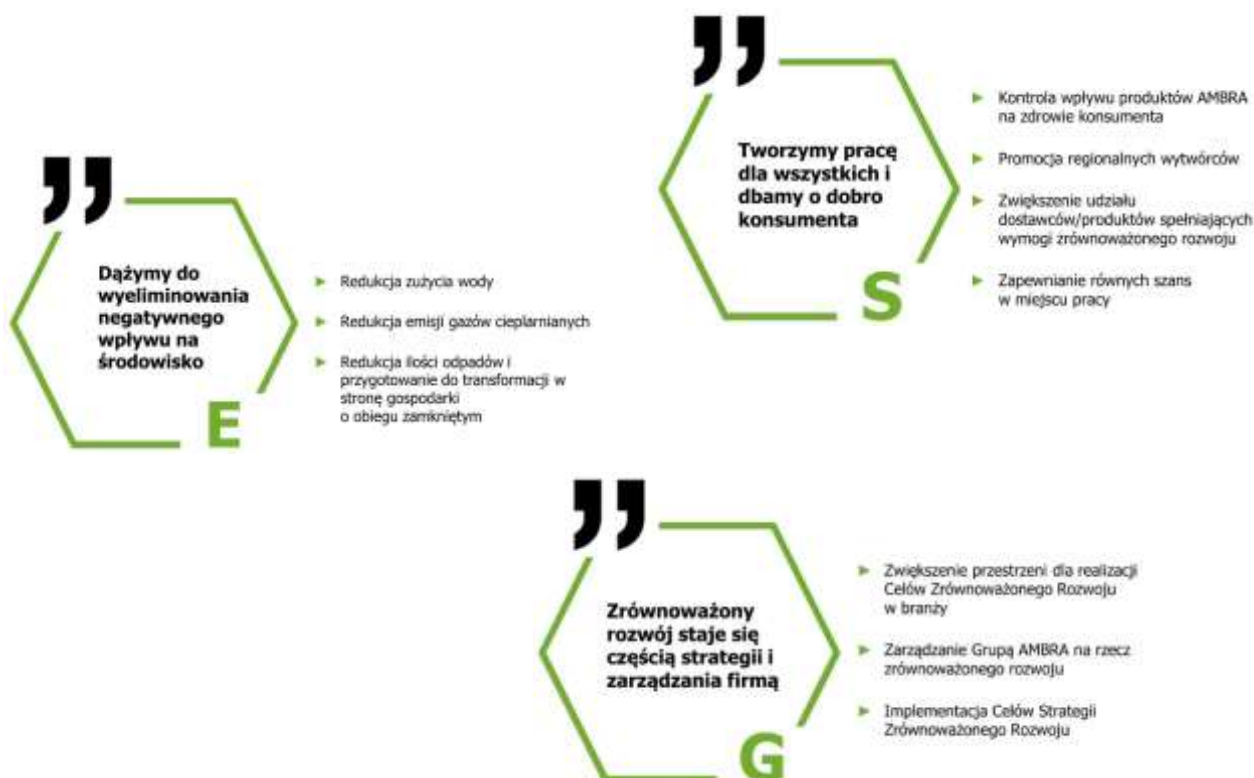 Dążymy do
wyeliminowania
negatywnego
wpływu na
środowisko
E
► Redukcja zużycia wody
► Redukcja emisji gazów cieplarnianych
► Redukcja ilości odpadów i
przygotowanie do transformacji w
stronę gospodarki
o obiegu zamkniętym
Tworzymy pracę
dla wszystkich i
dbamy o dobro
konsumenta
S
► Kontrola wpływu produktów AMBRA
na zdrowie konsumenta
► Promocja regionalnych wytwórców
► Zwiększenie udziału
dostawców/produktów spełniających
wymogi zrównoważonego rozwoju
► Zapewnianie równych szans
w miejscu pracy
Zrównoważony
rozwój staje się
częścią strategii i
zarządzania firmą
G
► Zwiększenie przestrzeni dla realizacji
Celów Zrównoważonego Rozwoju
w branży
► Zarządzanie Grupą AMBRA na rzecz
zrównoważonego rozwoju
► Implementacja Celów Strategii
Zrównoważonego Rozwoju